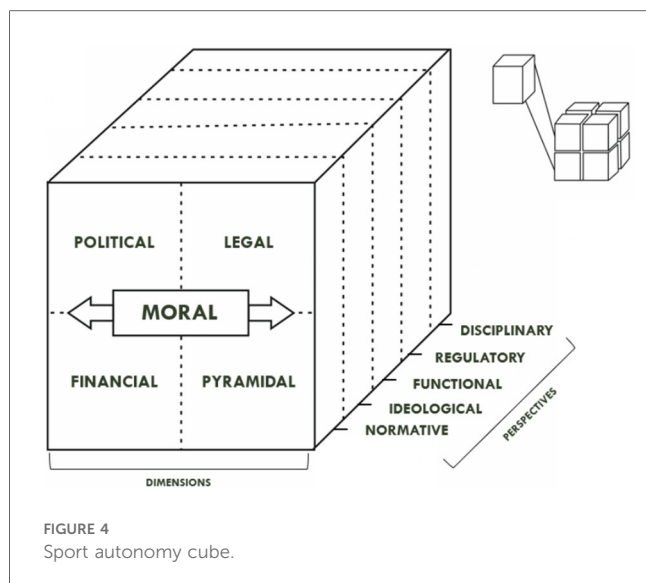 POLITICAL
LEGAL
MORAL
FINANCIAL
PYRAMIDAL
DISCIPLINARY
REGULATORY
FUNCTIONAL
IDEOLOGICAL
NORMATIVE
PERSPECTIVES
DIMENSIONS
FIGURE 4
Sport autonomy cube.